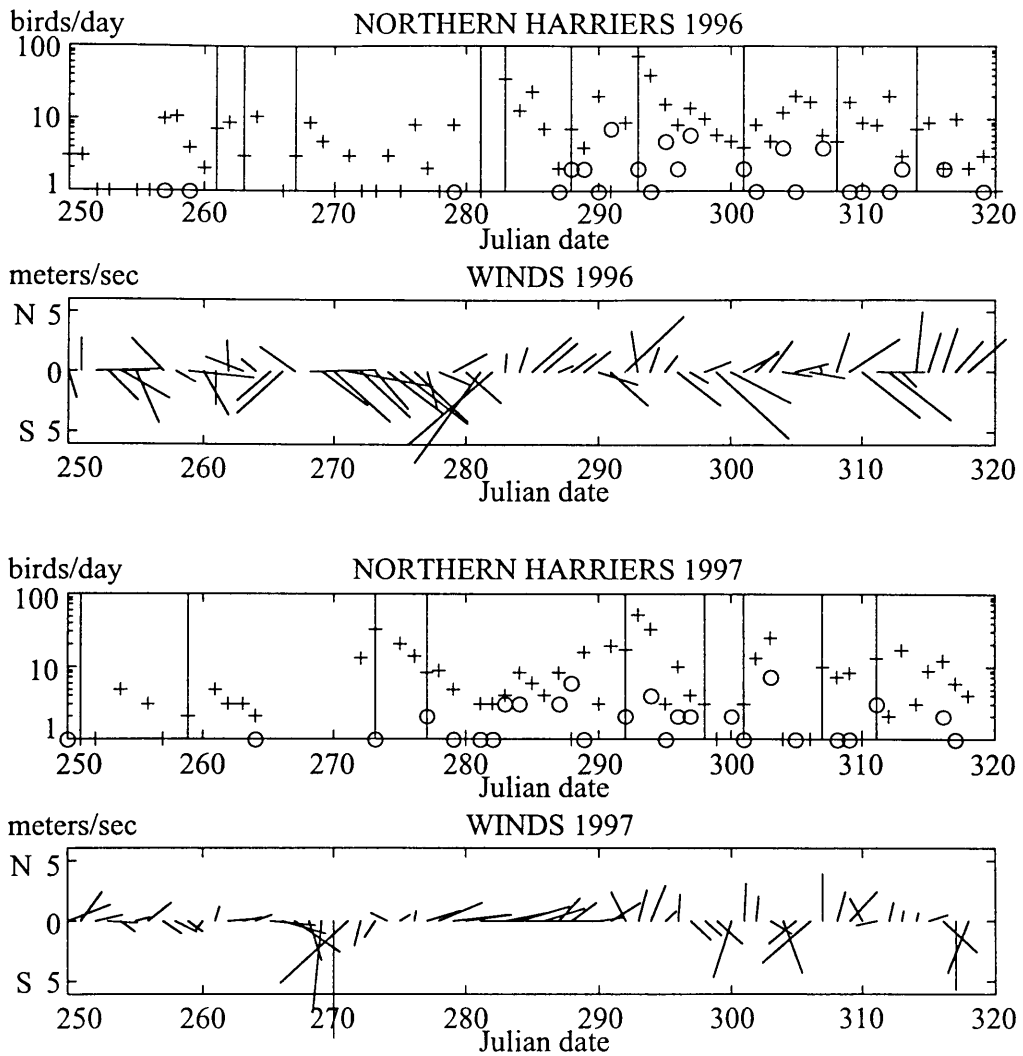 birds/day NORTHERN HARRIERS 1996
100
10
1
250 260 270 280 290 300 310 320
Julian date
meters/sec WINDS 1996
N 5
0
S 5
250 260 270 280 290 300 310 320
Julian date
birds/day NORTHERN HARRIERS 1997
100
10
1
250 260 270 280 290 300 310 320
Julian date
meters/sec WINDS 1997
N 5
0
S 5
250 260 270 280 290 300 310 320
Julian date